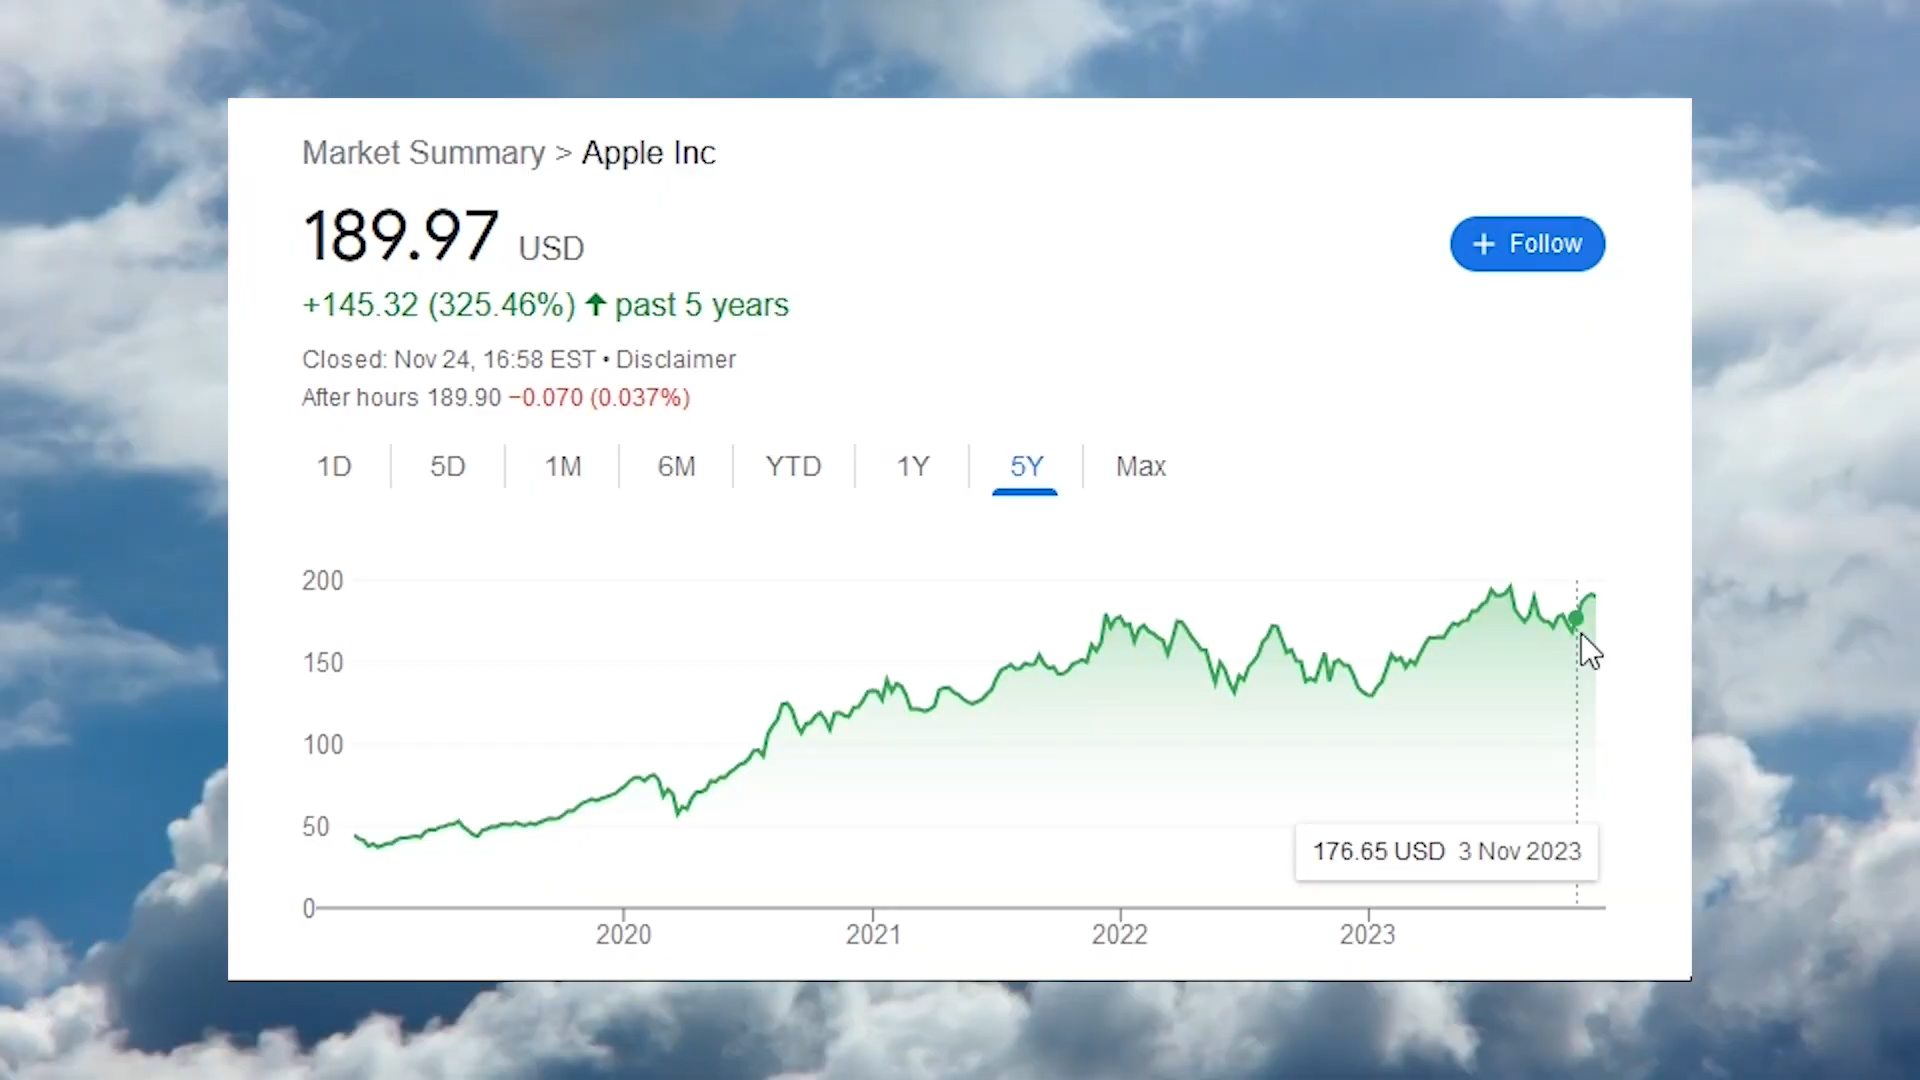 Market Summary > Apple Inc
189.97 USD
+ Follow
+145.32 (325.46%) ↑ past 5 years
Closed: Nov 24, 16:58 EST • Disclaimer
After hours 189.90 −0.070 (0.037%)
1D 5D 1M 6M YTD 1Y 5Y Max
200
150
100
50
176.65 USD 3 Nov 2023
0
2020 2021 2022 2023